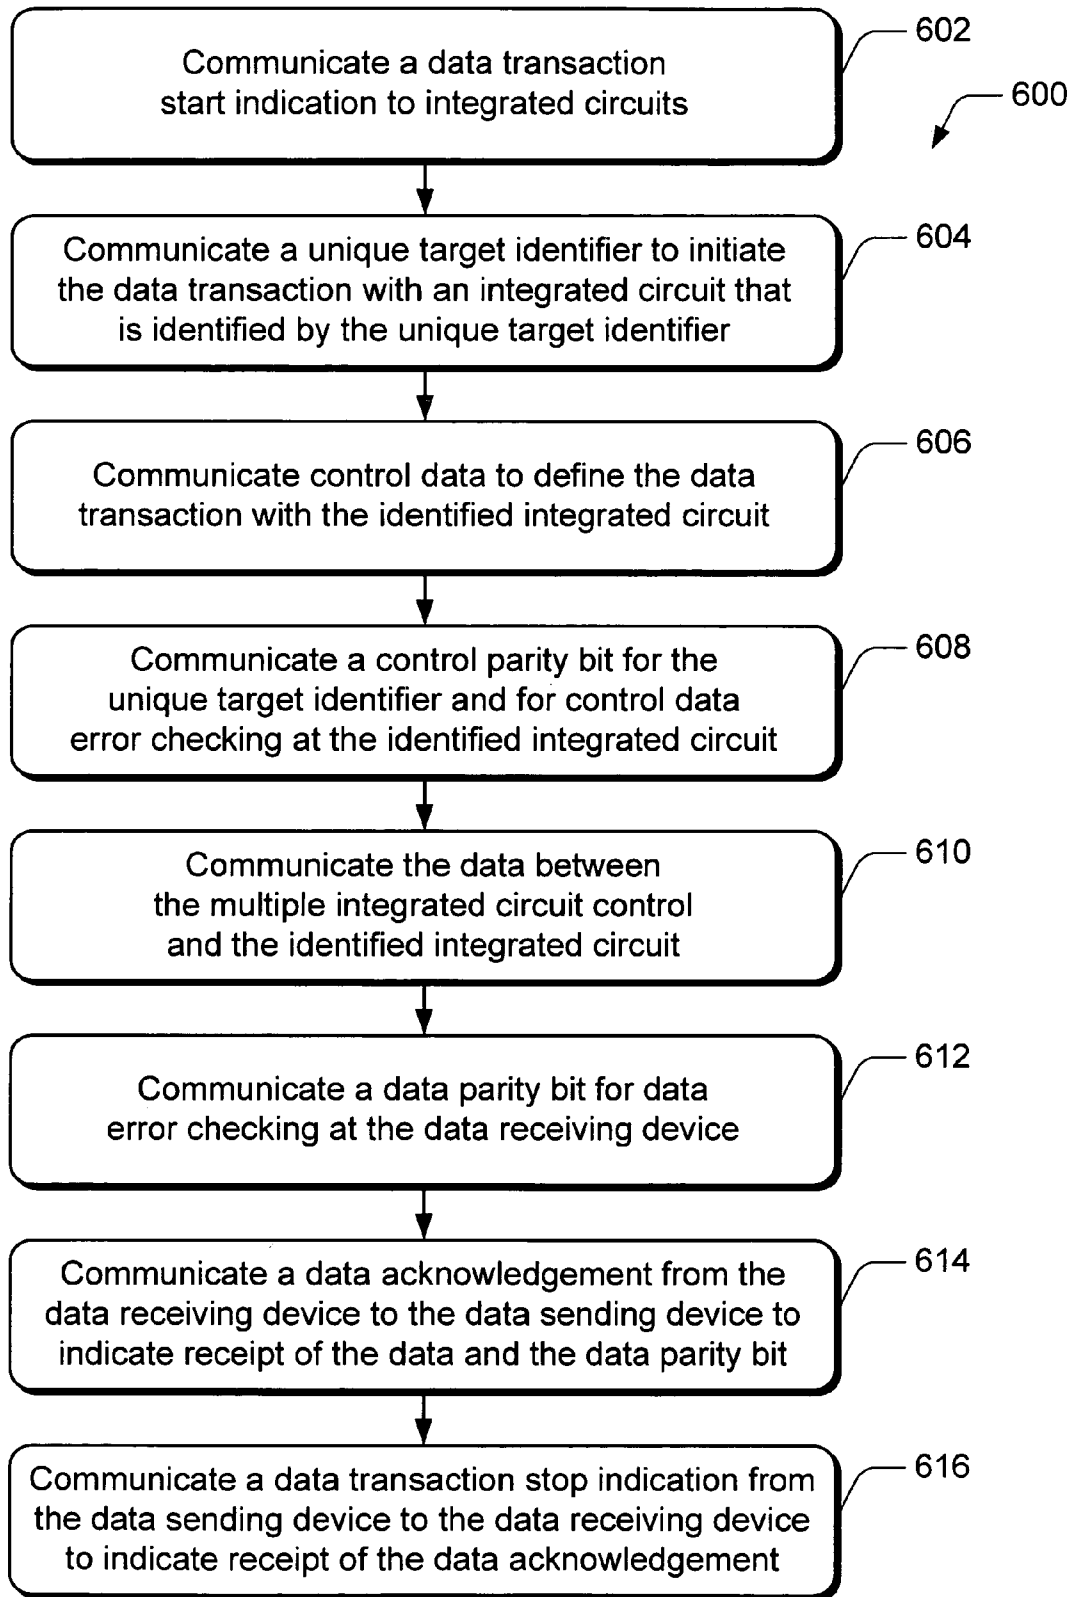 Communicate a data transaction
start indication to integrated circuits
602
600
Communicate a unique target identifier to initiate
the data transaction with an integrated circuit that
is identified by the unique target identifier
604
Communicate control data to define the data
transaction with the identified integrated circuit
606
Communicate a control parity bit for the
unique target identifier and for control data
error checking at the identified integrated circuit
608
Communicate the data between
the multiple integrated circuit control
and the identified integrated circuit
610
Communicate a data parity bit for data
error checking at the data receiving device
612
Communicate a data acknowledgement from the
data receiving device to the data sending device to
indicate receipt of the data and the data parity bit
614
Communicate a data transaction stop indication from
the data sending device to the data receiving device
to indicate receipt of the data acknowledgement
616